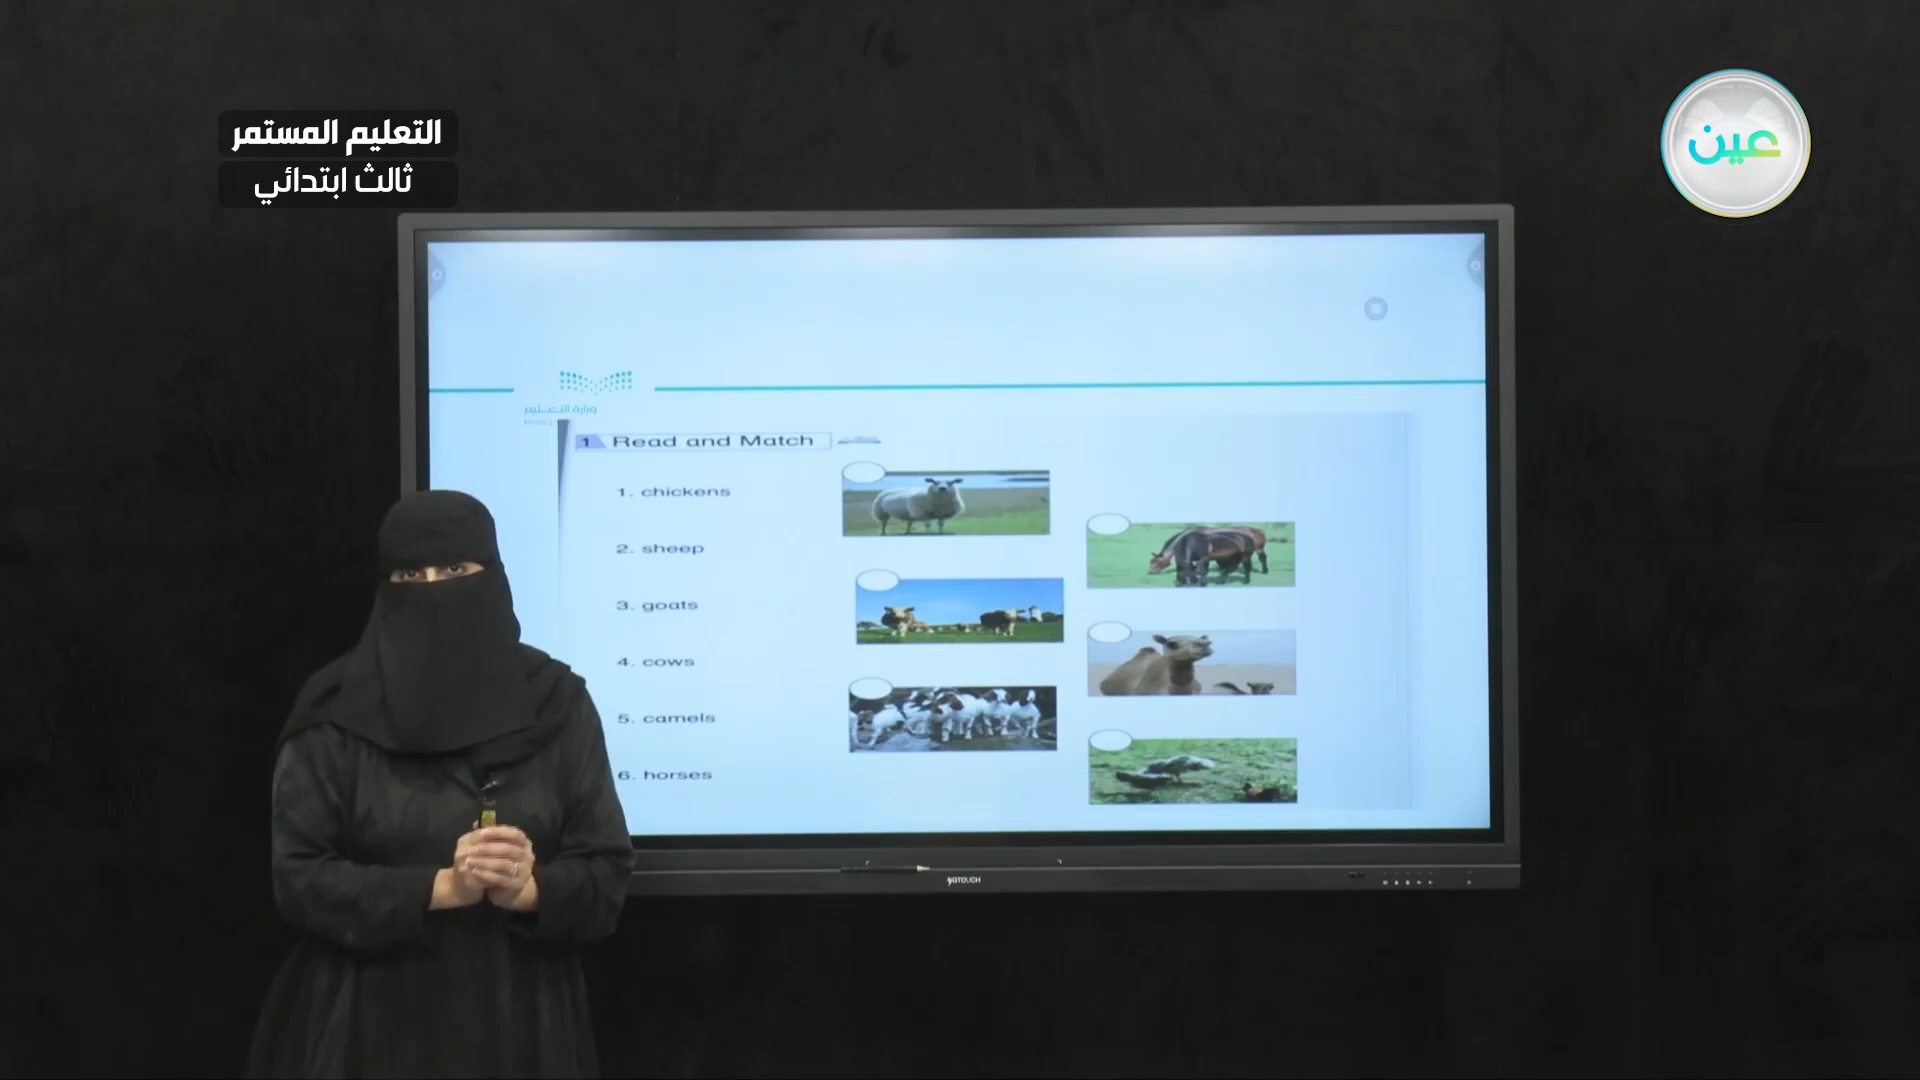 التعليم المستمر
ثالث ابتدائي
عين
وزارة التعليم
1 Read and Match
1. chickens
2. sheep
3. goats
4. cows
5. camels
6. horses